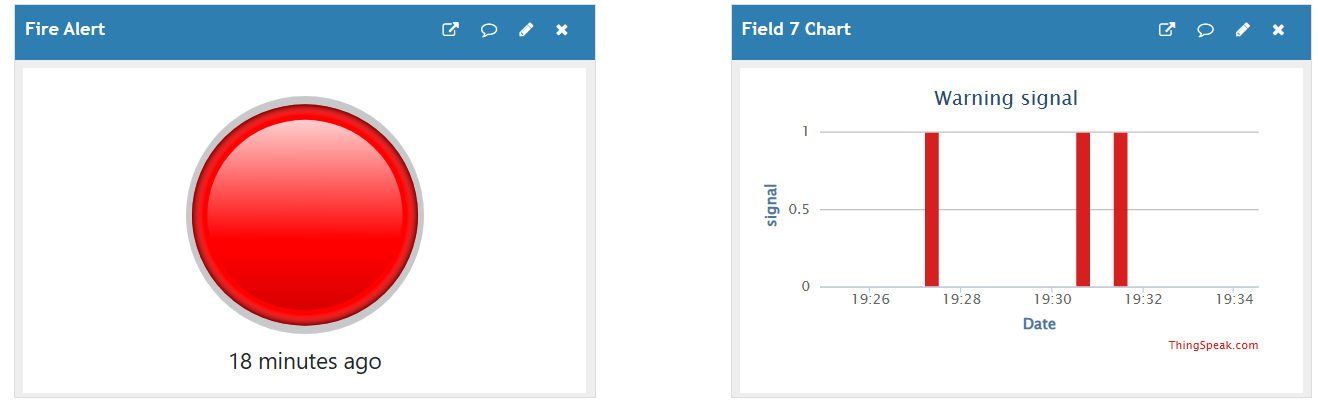 Fire Alert
18 minutes ago
Field 7 Chart
Warning signal
1
0.5
0
signal
19:26
19:28
19:30
19:32
19:34
Date
ThingSpeak.com